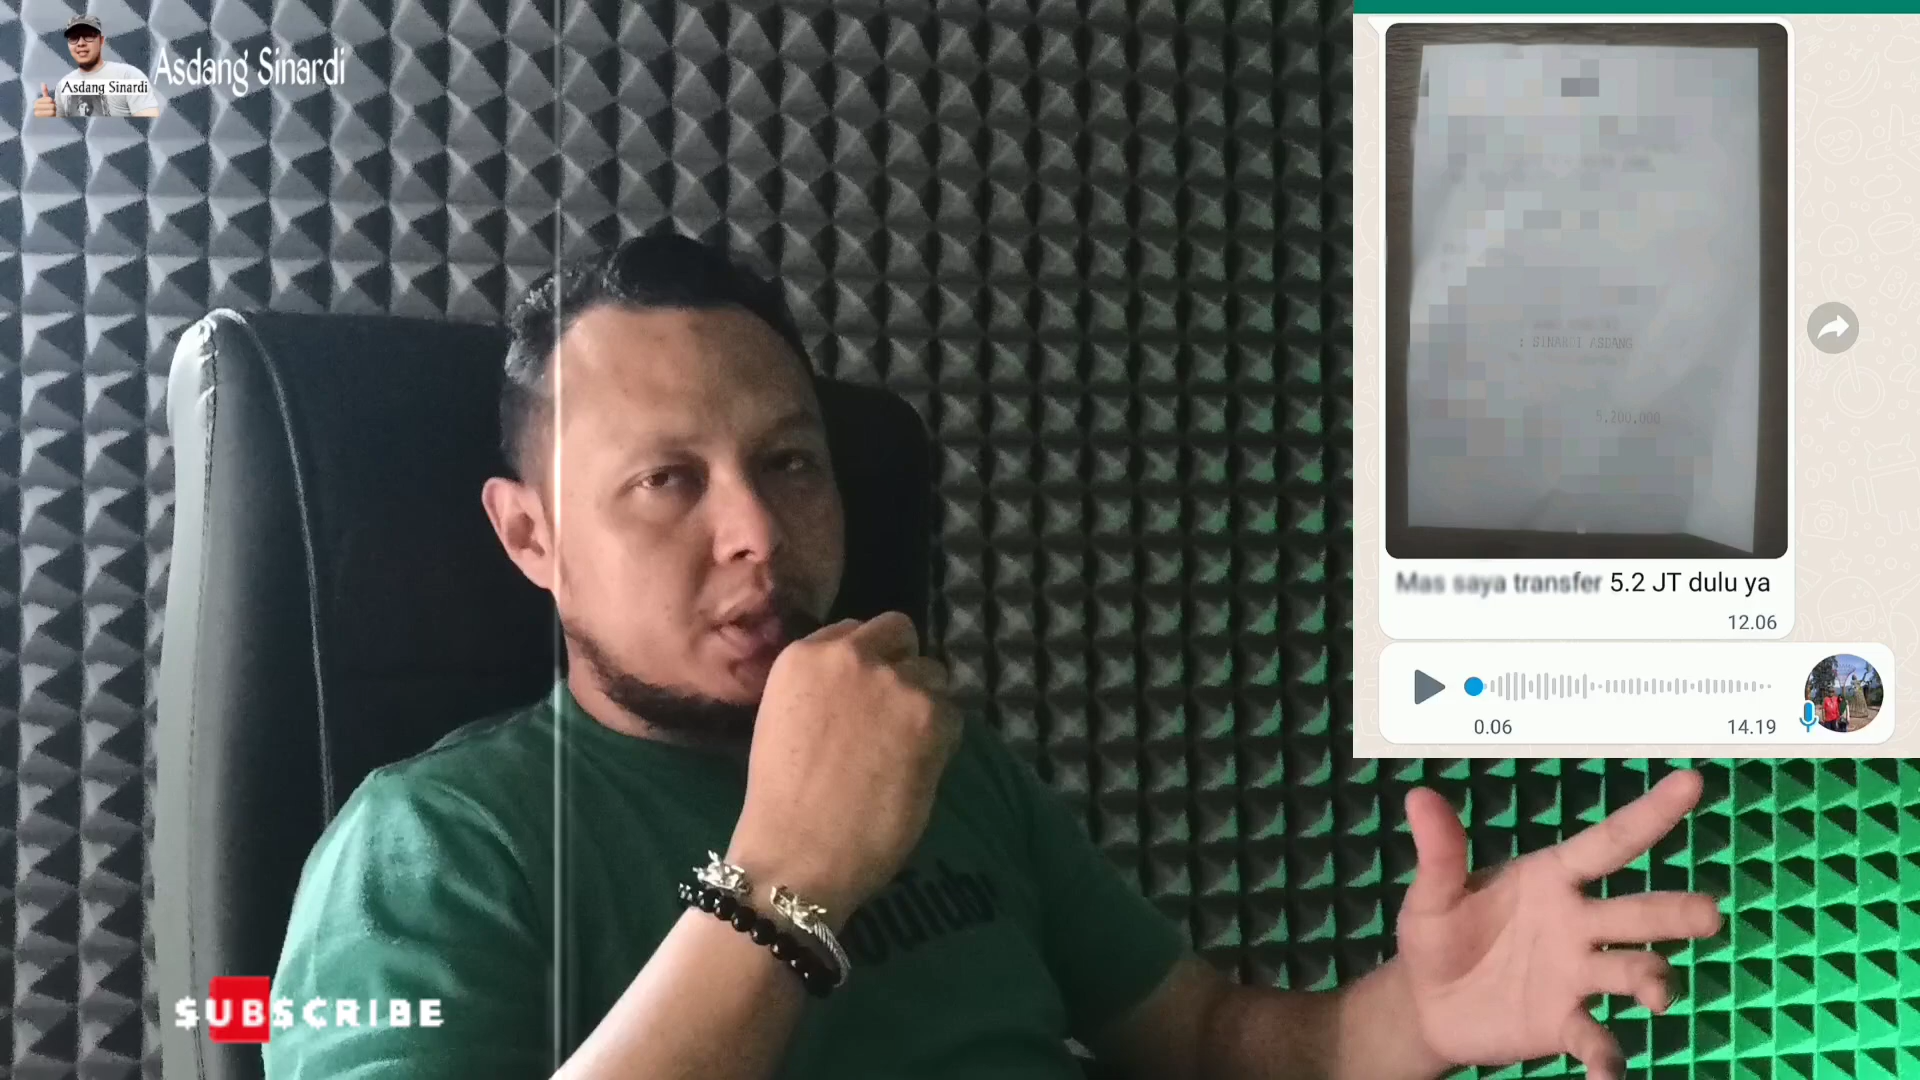 Asdang Sinardi
Asdang Sinardi
: SINARDI ASDANG
5.200.000
Mas saya transfer 5.2 JT dulu ya
12.06
0.06
14.19
YouTube
SUBSCRIBE